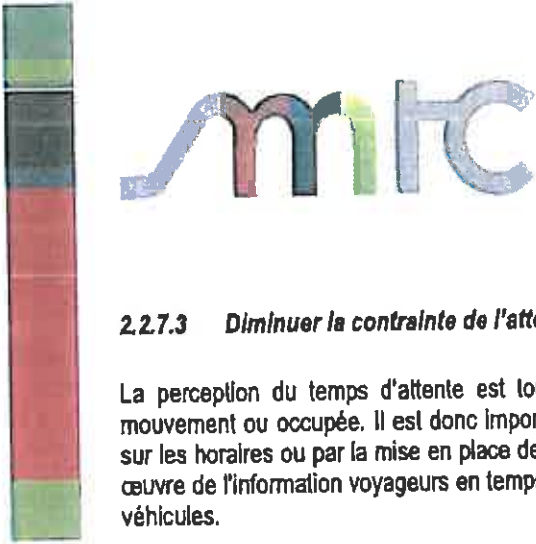 smtc
2.2.7.3 Diminuer la contrainte de l'atte
La perception du temps d'attente est lo
mouvement ou occupée. Il est donc impor
sur les horaires ou par la mise en place de
œuvre de l'information voyageurs en temp
véhicules.